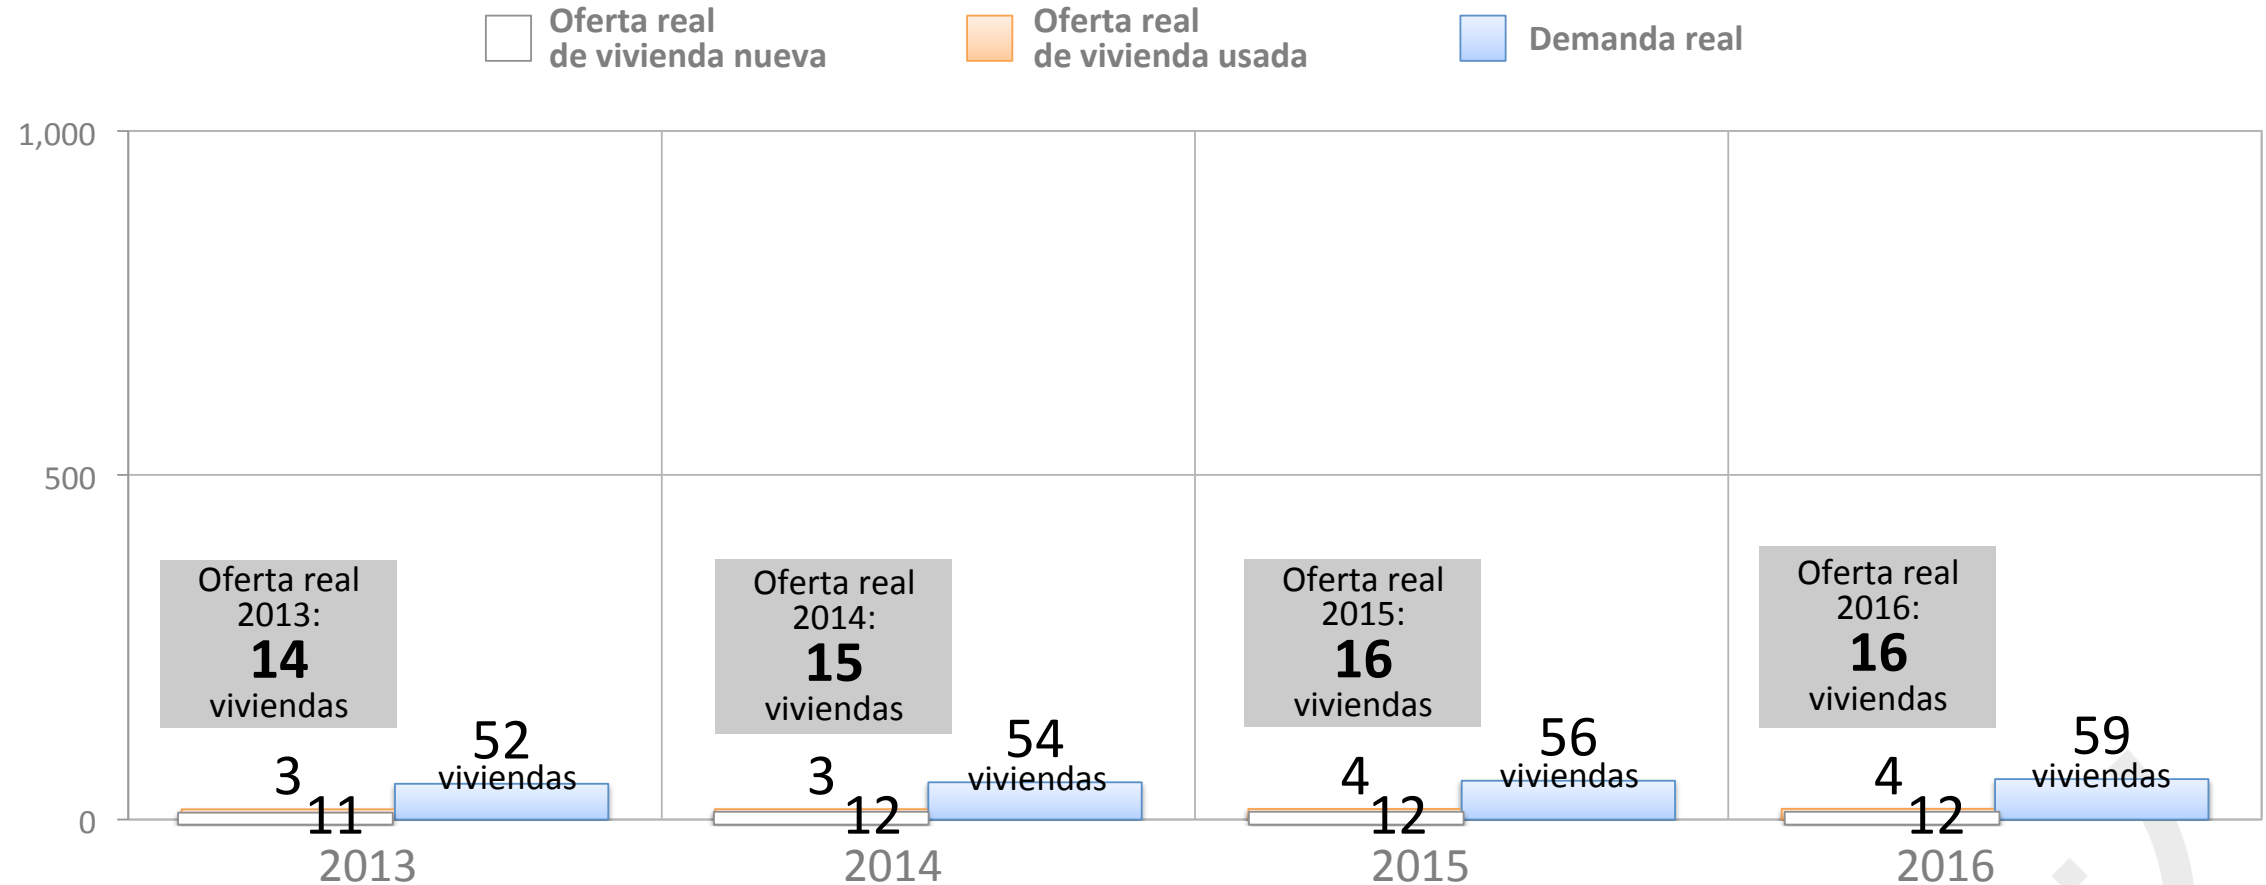 Oferta real
de vivienda nueva
Oferta real
de vivienda usada
Demanda real
1,000
500
0
Oferta real
2013:
14
viviendas
3
11
52
viviendas
2013
Oferta real
2014:
15
viviendas
3
12
54
viviendas
2014
Oferta real
2015:
16
viviendas
4
12
56
viviendas
2015
Oferta real
2016:
16
viviendas
4
12
59
viviendas
2016